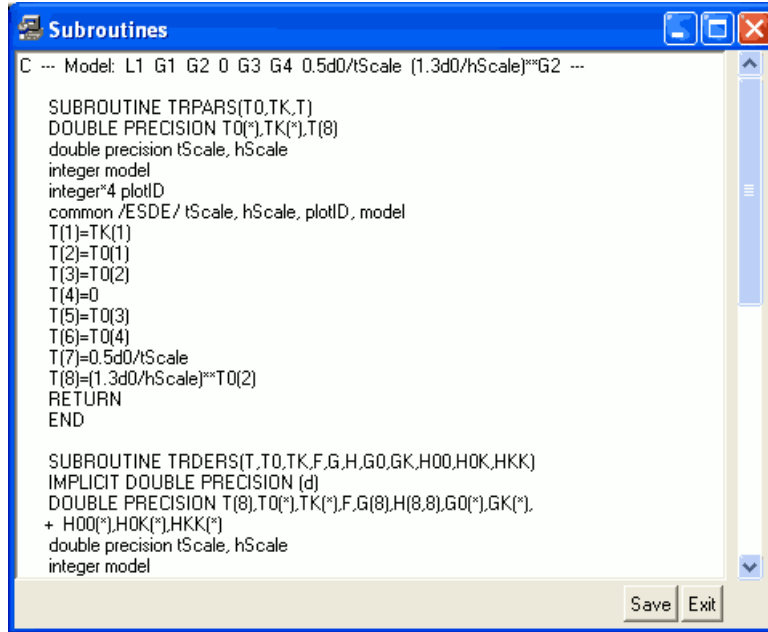 Subroutines
C --- Model: L1 G1 G2 0 G3 G4 0.5d0/tScale (1.3d0/hScale)**G2 ---
SUBROUTINE TRPARS(T0,TK,T)
DOUBLE PRECISION T0(*),TK(*),T(8)
double precision tScale, hScale
integer model
integer*4 plotID
common /ESDE/ tScale, hScale, plotID, model
T(1)=TK(1)
T(2)=T0(1)
T(3)=T0(2)
T(4)=0
T(5)=T0(3)
T(6)=T0(4)
T(7)=0.5d0/tScale
T(8)=(1.3d0/hScale)**T0(2)
RETURN
END
SUBROUTINE TRDERS(T,T0,TK,F,G,H,G0,GK,H00,H0K,HKK)
IMPLICIT DOUBLE PRECISION (d)
DOUBLE PRECISION T(8),T0(*),TK(*),F,G(8),H(8,8),G0(*),GK(*),
+ H00(*),H0K(*),HKK(*)
double precision tScale, hScale
integer model
Save Exit